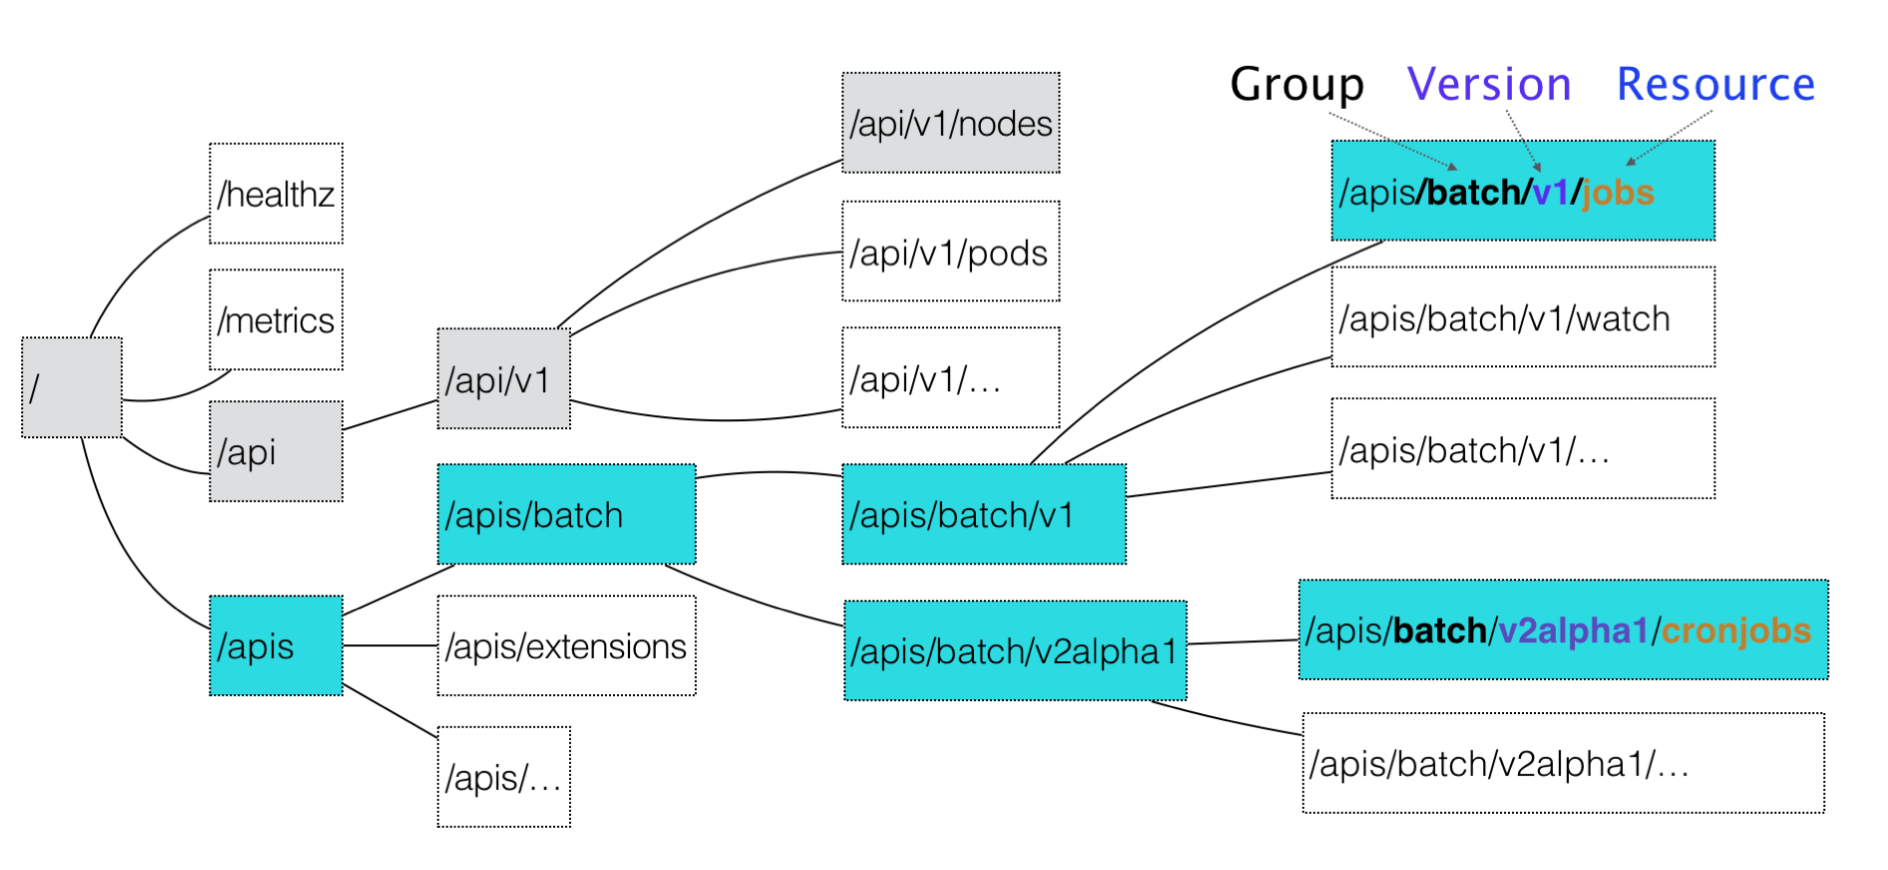 Group Version Resource
/healthz
/metrics
/
/api
/apis
/api/v1
/apis/batch
/apis/extensions
/apis/...
/api/v1/nodes
/api/v1/pods
/api/v1/...
/apis/batch/v1
/apis/batch/v2alpha1
/apis/batch/v1/jobs
/apis/batch/v1/watch
/apis/batch/v1/...
/apis/batch/v2alpha1/cronjobs
/apis/batch/v2alpha1/...